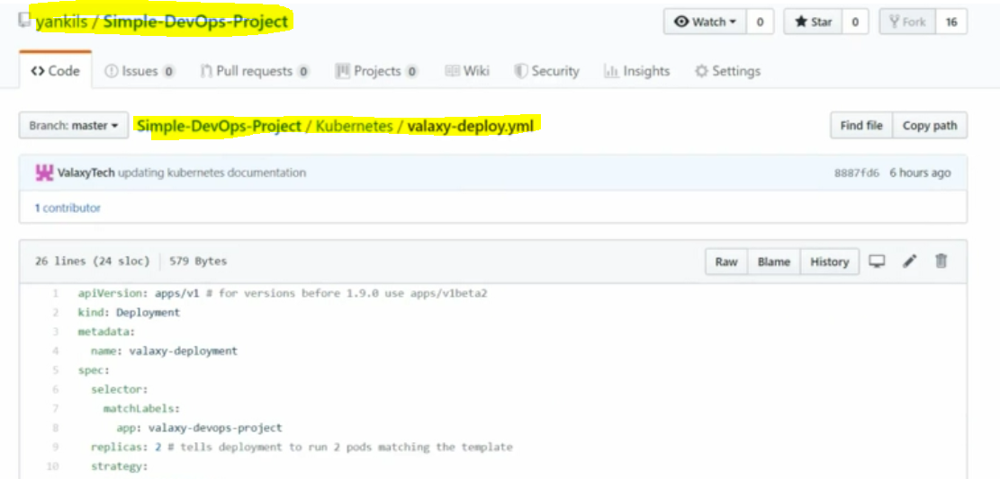 yankils / Simple-DevOps-Project Watch 0 Star 0 Fork 16
Code Issues 0 Pull requests 0 Projects 0 Wiki Security Insights Settings
Branch: master Simple-DevOps-Project / Kubernetes / valaxy-deploy.yml Find file Copy path
ValaxyTech updating kubernetes documentation 8887fd6 6 hours ago
1 contributor
26 lines (24 sloc) 579 Bytes Raw Blame History
1 apiVersion: apps/v1 # for versions before 1.9.0 use apps/v1beta2
2 kind: Deployment
3 metadata:
4 name: valaxy-deployment
5 spec:
6 selector:
7 matchLabels:
8 app: valaxy-devops-project
9 replicas: 2 # tells deployment to run 2 pods matching the template
10 strategy: